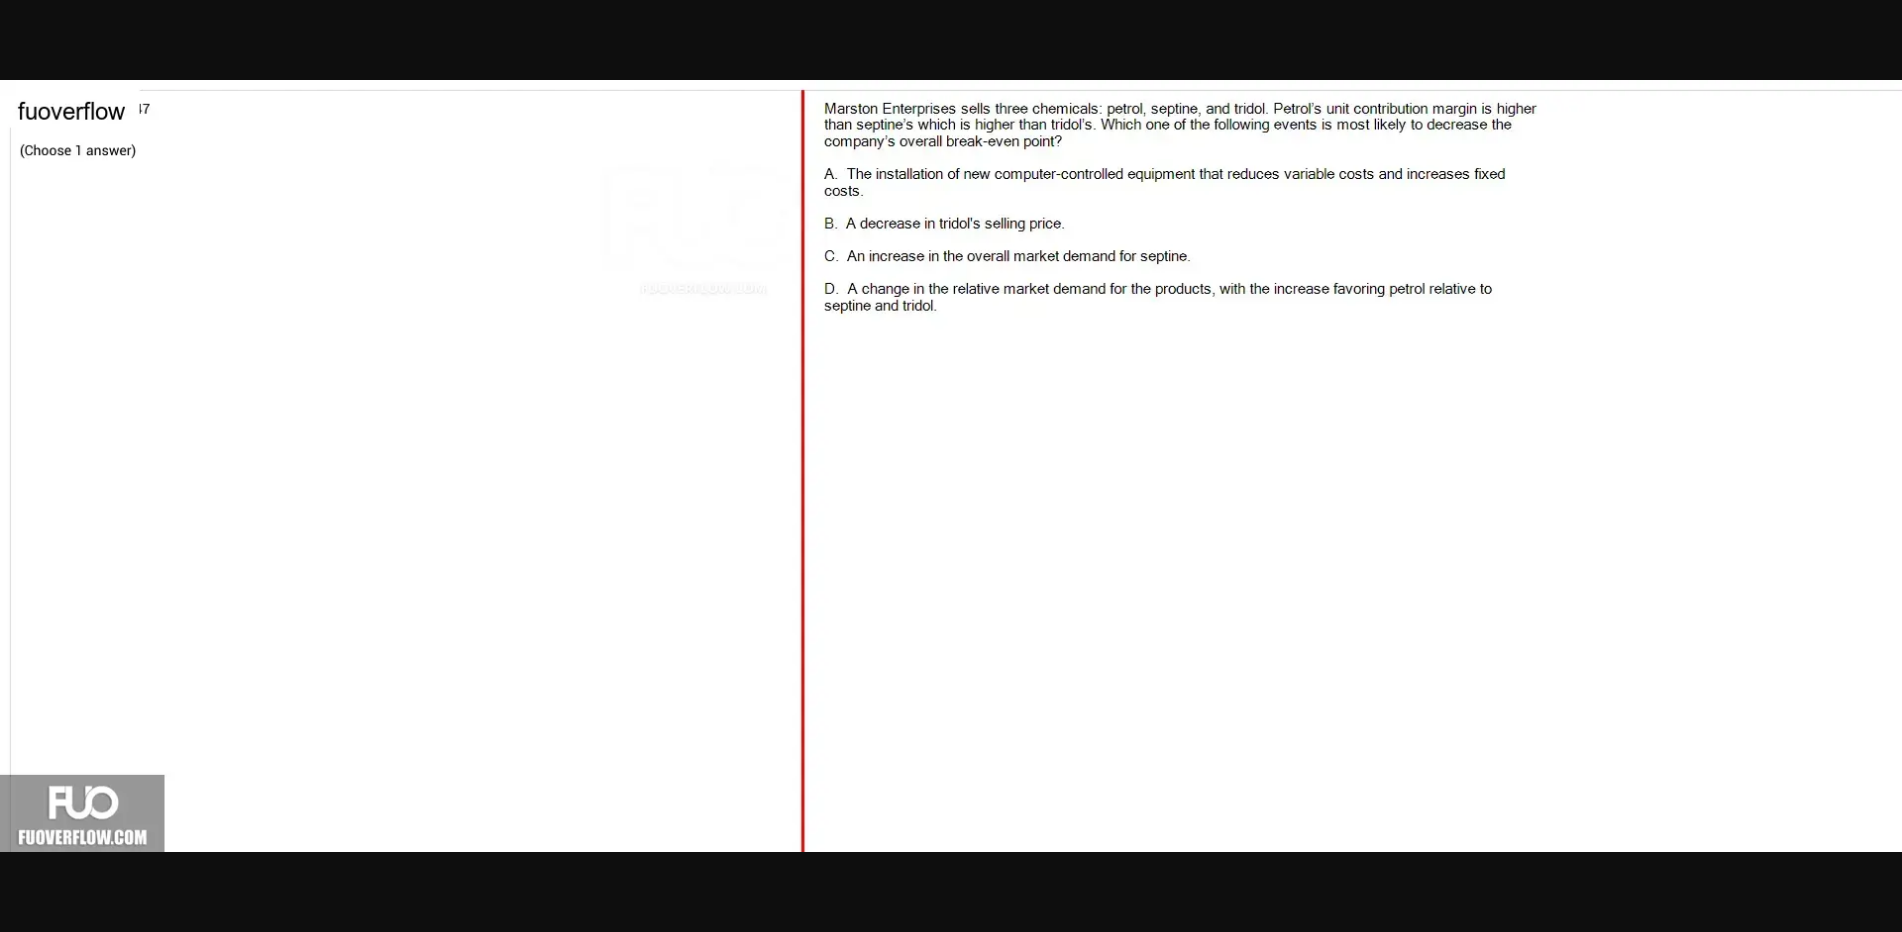 fuoverflow 17
(Choose 1 answer)
Marston Enterprises sells three chemicals: petrol, septine, and tridol. Petrol's unit contribution margin is higher
than septine's which is higher than tridol's. Which one of the following events is most likely to decrease the
company's overall break-even point?
A. The installation of new computer-controlled equipment that reduces variable costs and increases fixed
costs.
B. A decrease in tridol's selling price.
C. An increase in the overall market demand for septine.
D. A change in the relative market demand for the products, with the increase favoring petrol relative to
septine and tridol.
FUOVERFLOW.COM
FUO
FUOVERFLOW.COM